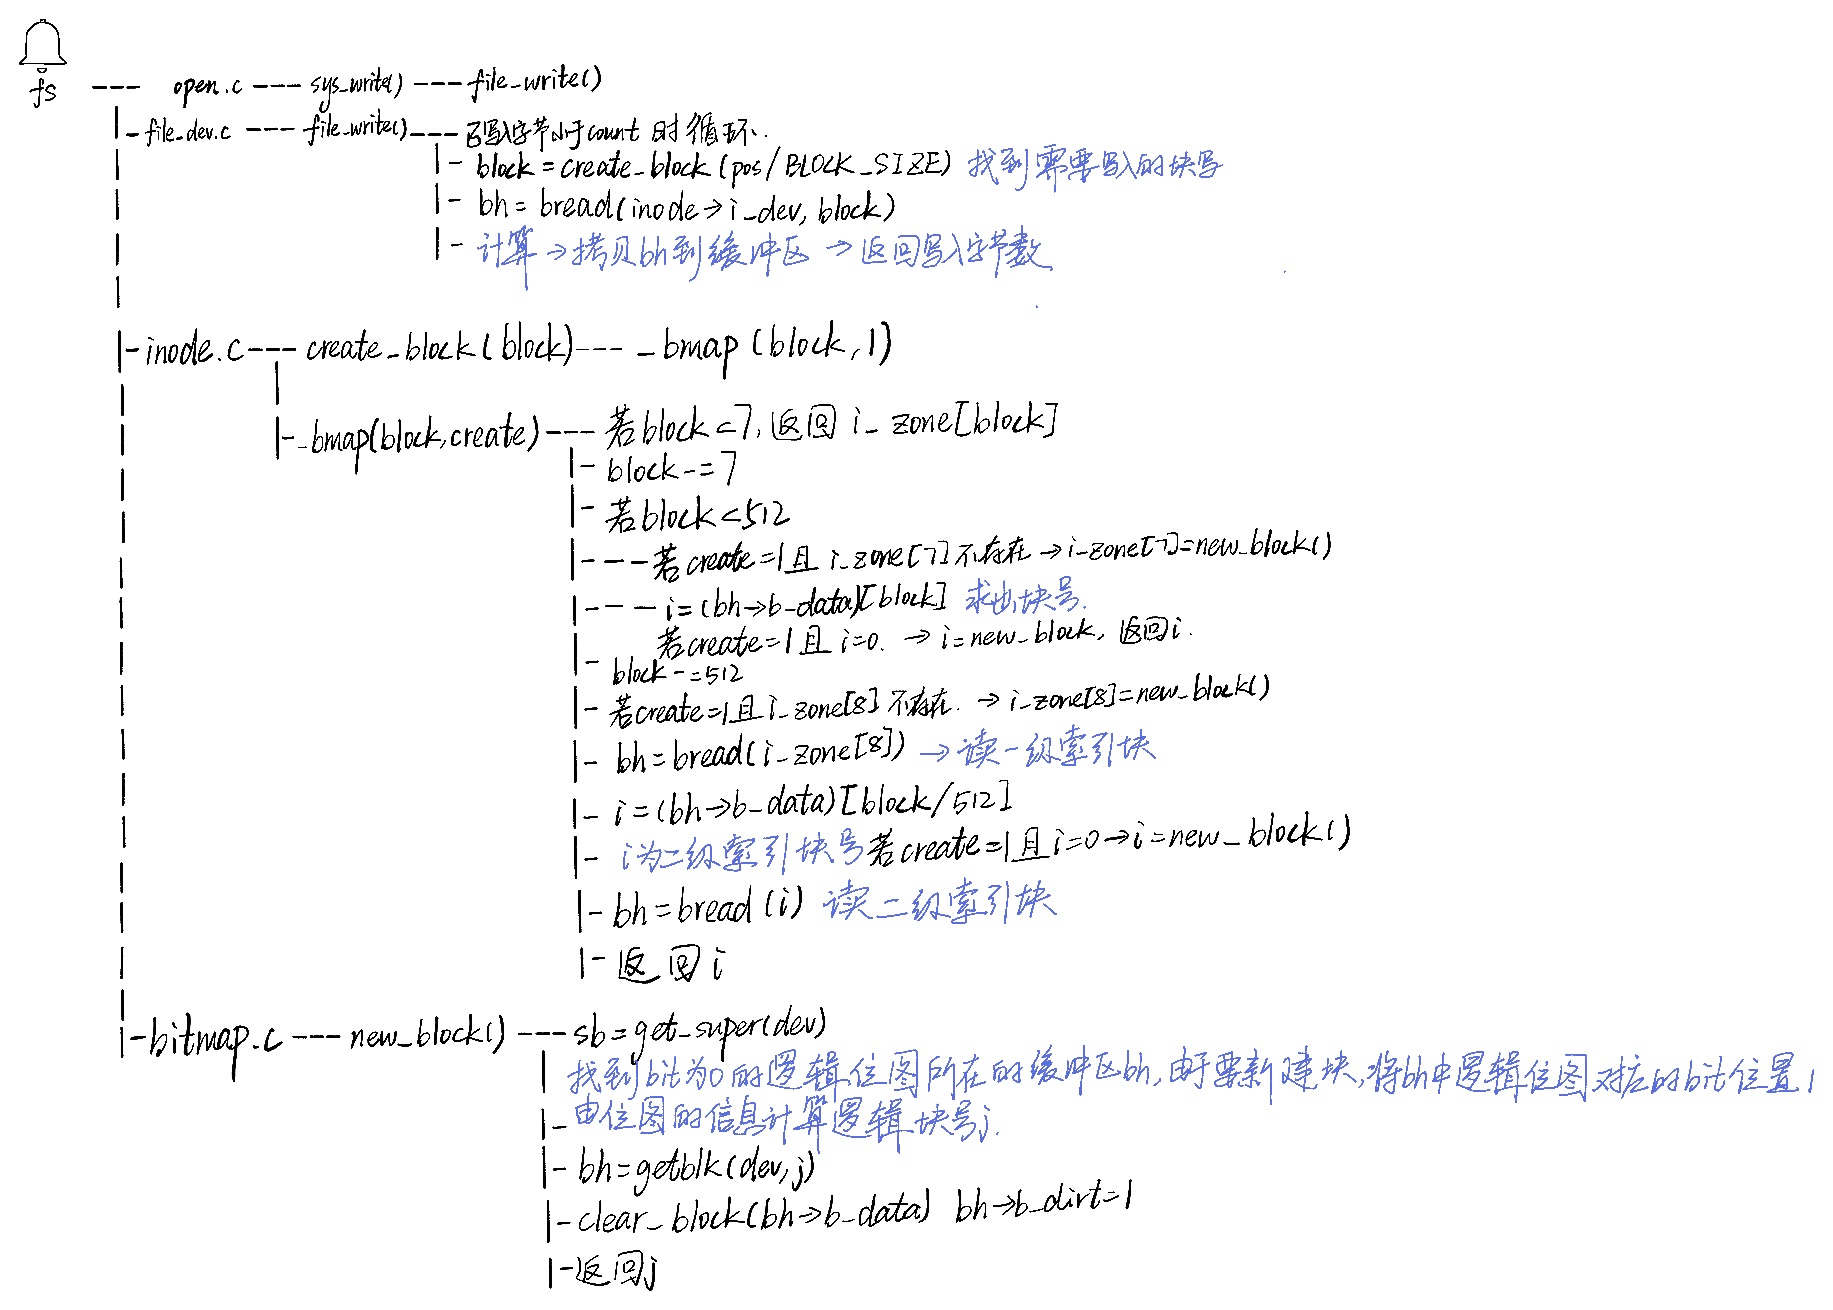 fs --- open.c --- sys_write() --- file_write()
|- file_dev.c --- file_write() --- 已写入字节小于count 时循环.
|- block = create_block (pos / BLOCK_SIZE) 找到需要写入的块号
|- bh = bread(inode→i_dev, block)
|- 计算 → 拷贝bh到缓冲区 → 返回写入字节数
|- inode.c --- create_block (block) --- _bmap (block, 1)
|- _bmap(block, create) --- 若block<7, 返回 i_zone[block]
|- block -= 7
|- 若block<512
|---- 若create=1且 i_zone[7]不存在 → i_zone[7]=new_block()
|---- i = (bh→b_data)[block] 求出块号.
若create=1且 i=0. → i=new_block, 返回i.
|- block -= 512
|- 若create=1且i_zone[8] 不存在. → i_zone[8]=new_block()
|- bh = bread(i_zone[8]) → 读一级索引块
|- i = (bh→b_data)[block/512]
|- i为二级索引块号若create=1且i=0→i=new_block()
|- bh = bread (i) 读二级索引块
|- 返回 i
|- bitmap.c --- new_block() --- sb = get_super(dev)
找到bit为0的逻辑位图所在的缓冲区bh, 由于要新建块, 将bh中逻辑位图对应的bit位置1
|- 由位图的信息计算逻辑块号j.
|- bh = getblk(dev, j)
|- clear_block(bh→b_data) bh→b_dirt=1
|- 返回j